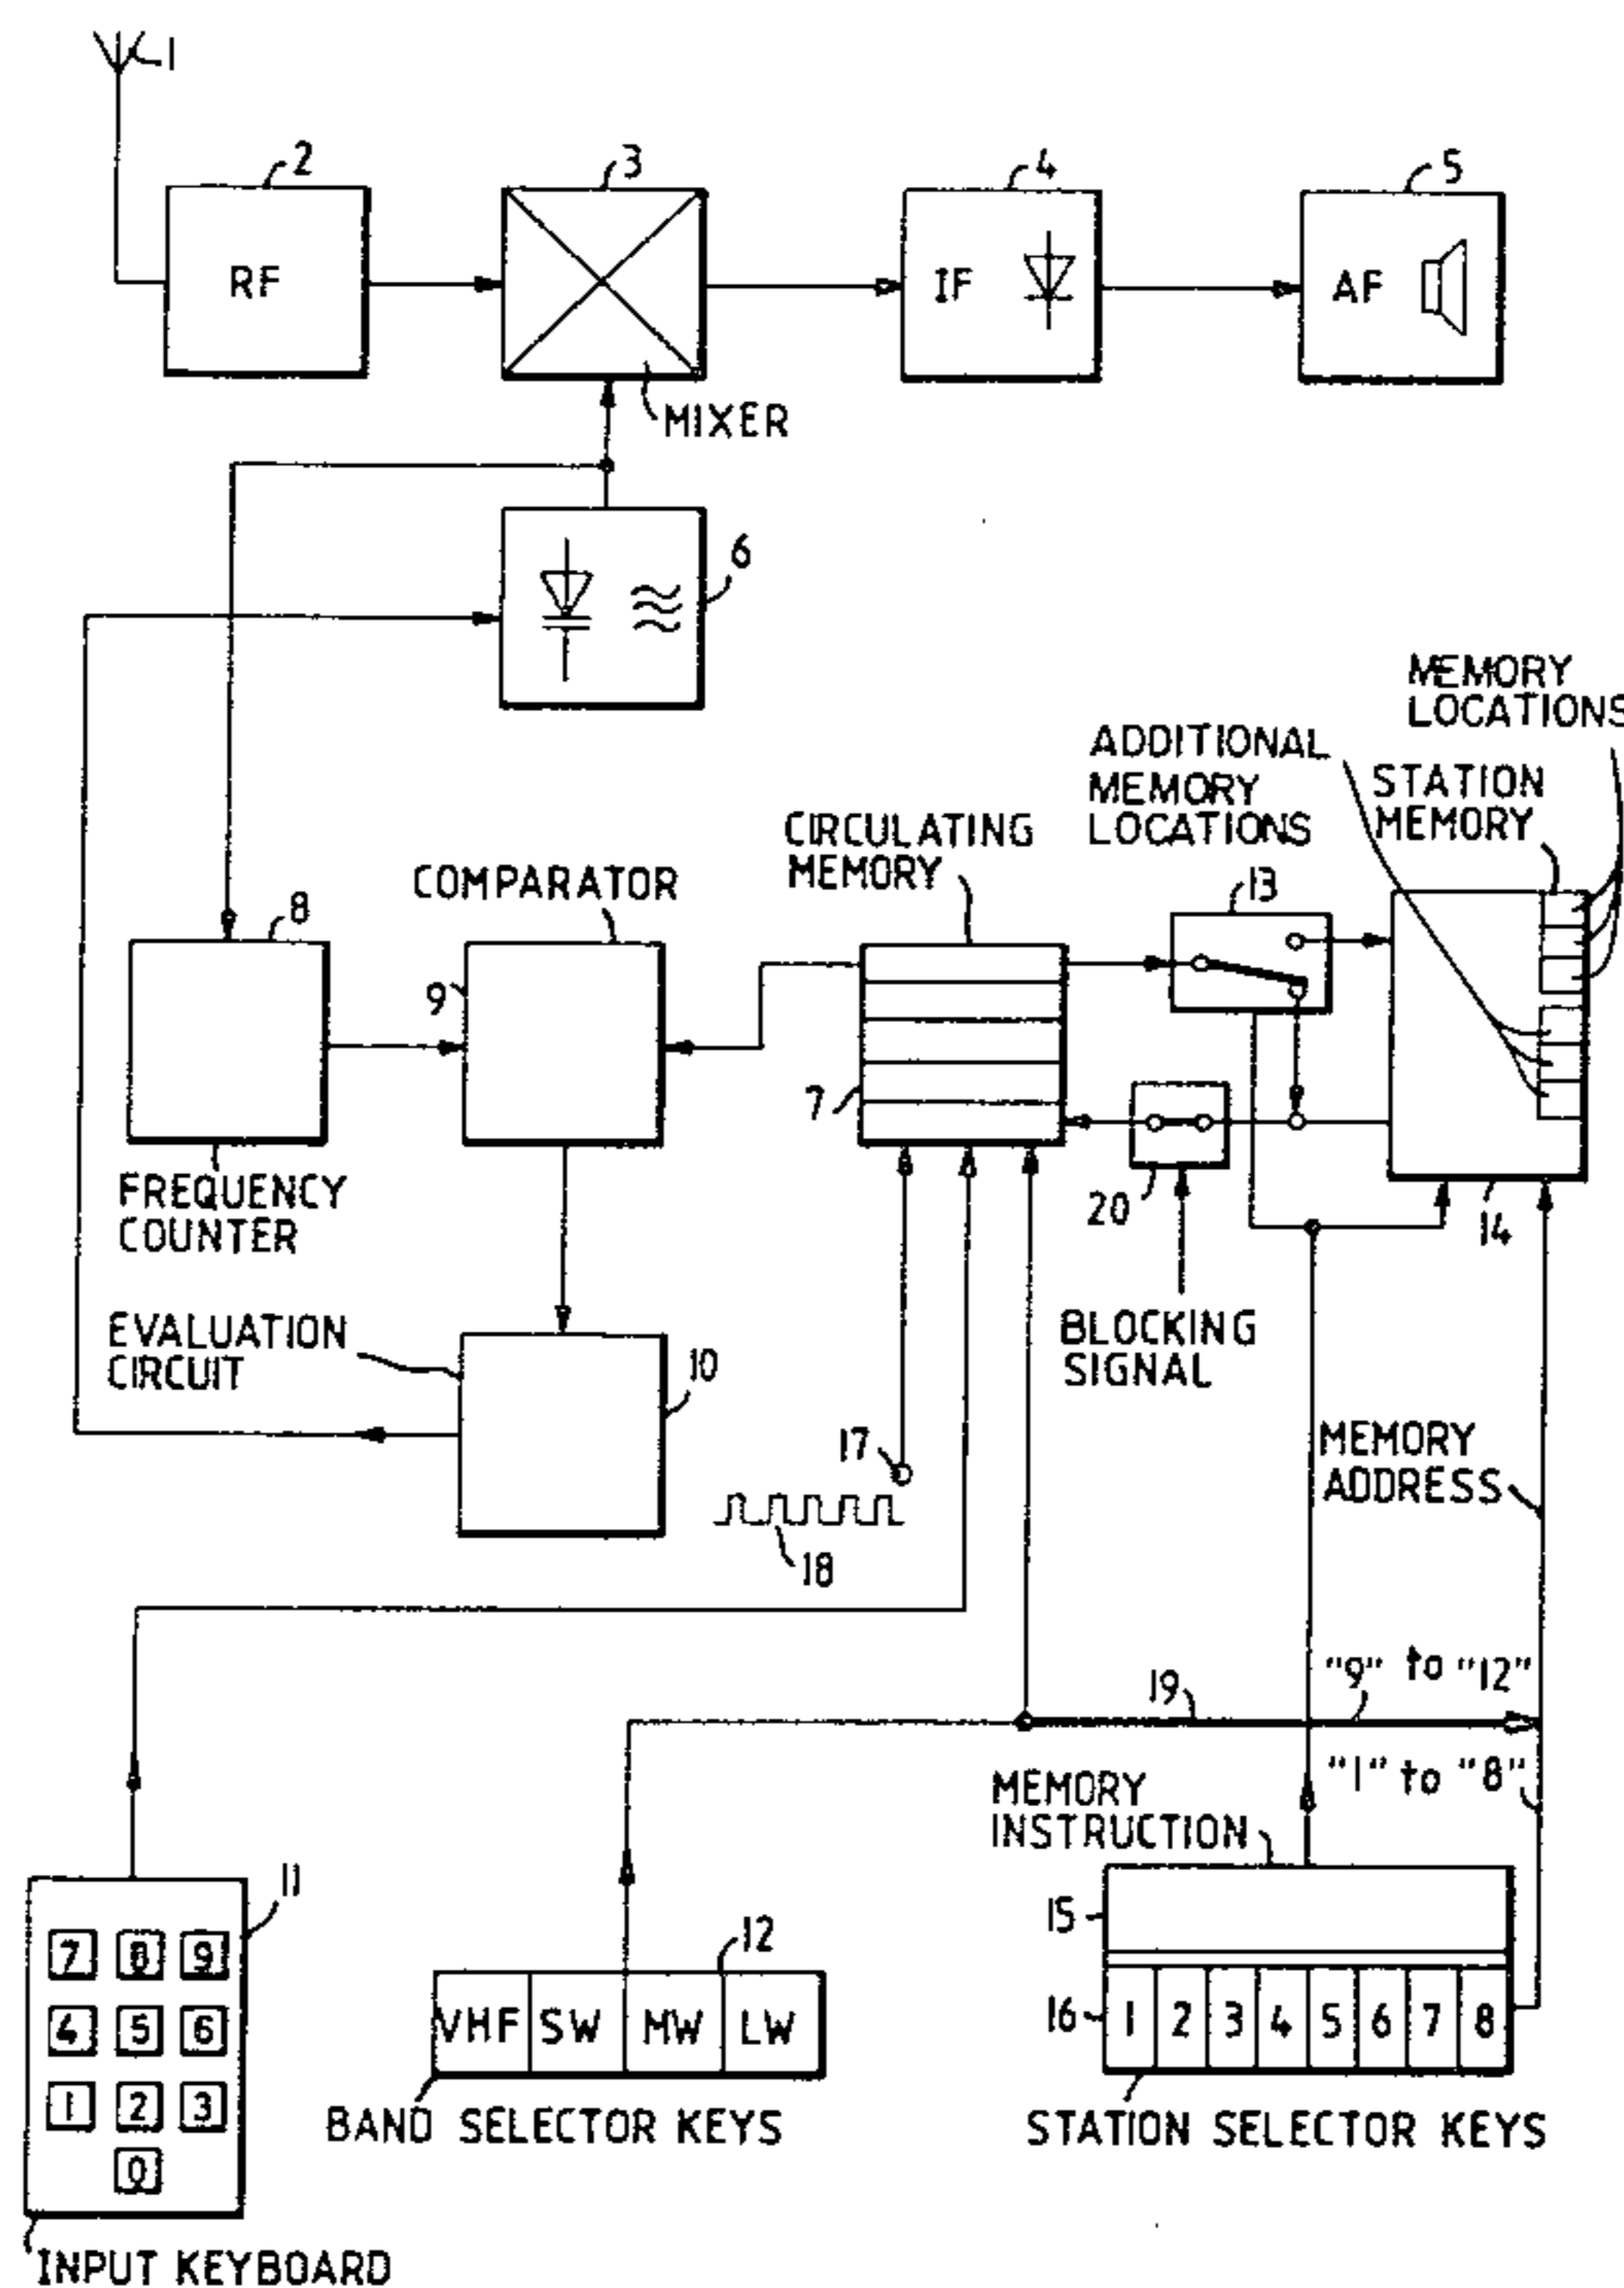 1
2
3
4
5
RF
IF
AF
MIXER
6
MEMORY
LOCATIONS
ADDITIONAL
MEMORY
LOCATIONS
STATION
MEMORY
CIRCULATING
MEMORY
COMPARATOR
13
8
9
7
20
14
FREQUENCY
COUNTER
BLOCKING
SIGNAL
EVALUATION
CIRCUIT
10
17
18
MEMORY
ADDRESS
19
"9" to "12"
"1" to "8"
MEMORY
INSTRUCTION
11
7 8 9
4 5 6
1 2 3
0
INPUT KEYBOARD
12
VHF SW MW LW
BAND SELECTOR KEYS
15
16
1 2 3 4 5 6 7 8
STATION SELECTOR KEYS